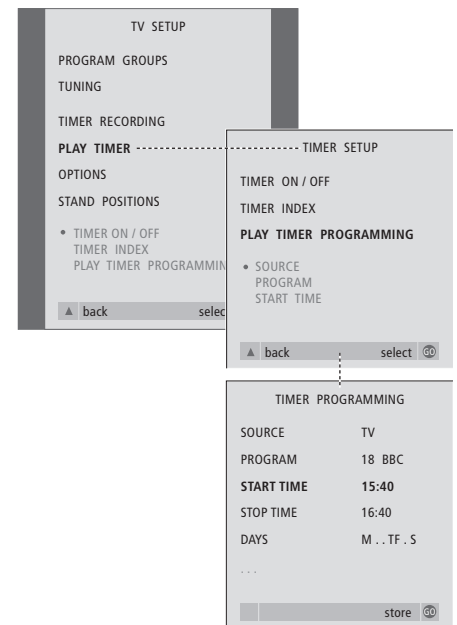 TV SETUP
PROGRAM GROUPS
TUNING
TIMER RECORDING
PLAY TIMER
OPTIONS
STAND POSITIONS
• TIMER ON / OFF
TIMER INDEX
PLAY TIMER PROGRAMMIN
▲ back selec
TIMER SETUP
TIMER ON / OFF
TIMER INDEX
PLAY TIMER PROGRAMMING
• SOURCE
PROGRAM
START TIME
▲ back select GO
TIMER PROGRAMMING
SOURCE TV
PROGRAM 18 BBC
START TIME 15:40
STOP TIME 16:40
DAYS M . . TF . S
. . .
store GO